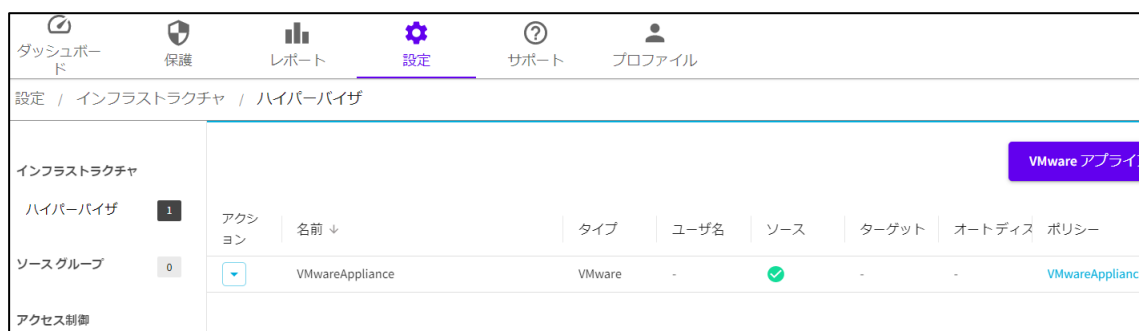 ダッシュボー
ド
保護
レポート
設定
サポート
プロファイル
設定 / インフラストラクチャ / ハイパーバイザ
インフラストラクチャ
VMware アプライ
ハイパーバイザ 1
アクシ
ョン
名前 ↓
タイプ
ユーザ名
ソース
ターゲット
オートディス
ポリシー
ソースグループ 0
VMwareAppliance
VMware
-
-
-
VMwareApplianc
アクセス制御